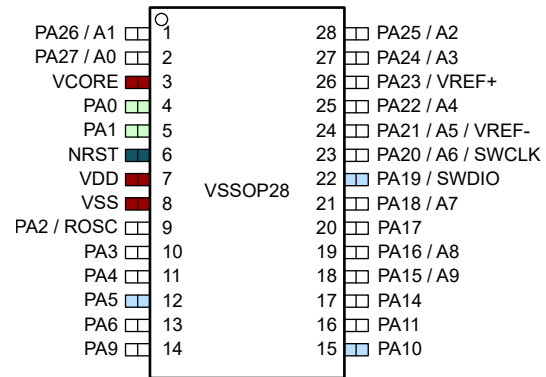 PA26 / A1 1 28 PA25 / A2
PA27 / A0 2 27 PA24 / A3
VCORE 3 26 PA23 / VREF+
PA0 4 25 PA22 / A4
PA1 5 24 PA21 / A5 / VREF-
NRST 6 23 PA20 / A6 / SWCLK
VDD 7 VSSOP28 22 PA19 / SWDIO
VSS 8 21 PA18 / A7
PA2 / ROSC 9 20 PA17
PA3 10 19 PA16 / A8
PA4 11 18 PA15 / A9
PA5 12 17 PA14
PA6 13 16 PA11
PA9 14 15 PA10